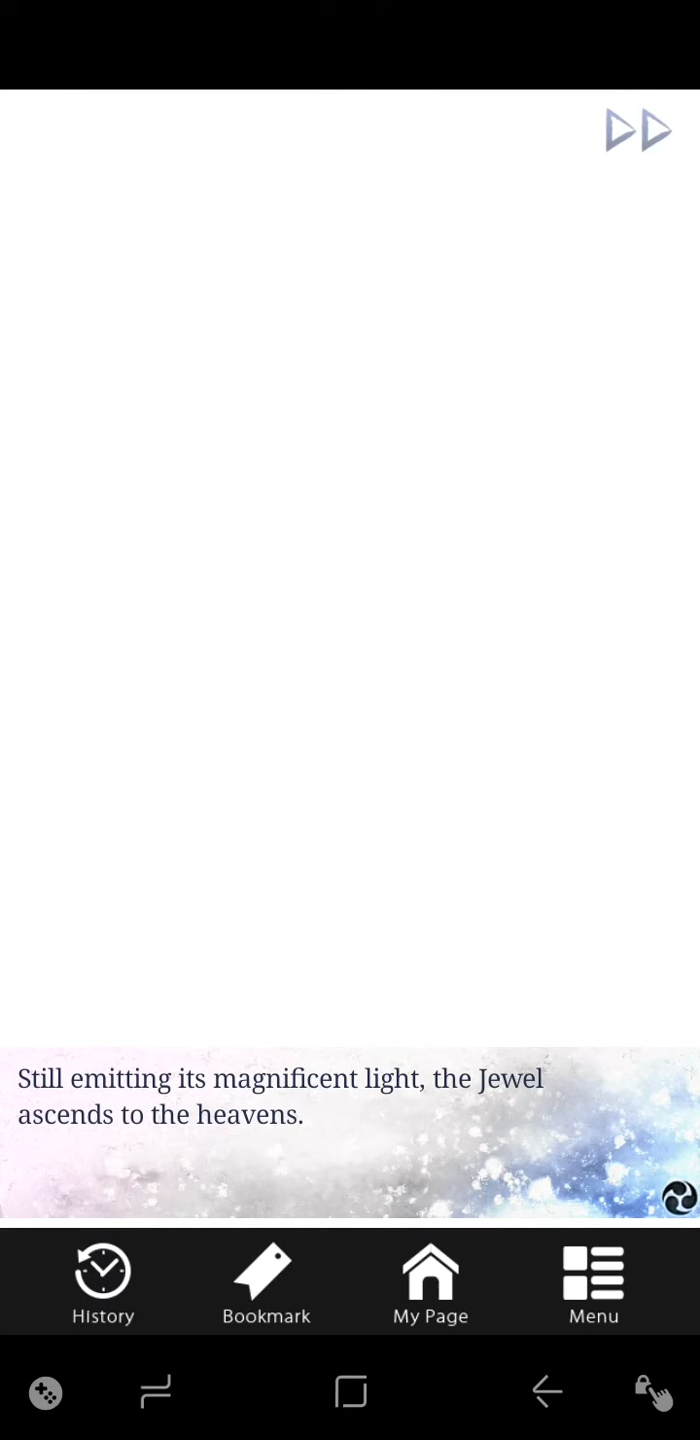 Still emitting its magnificent light, the Jewel
ascends to the heavens.
History
Bookmark
My Page
Menu